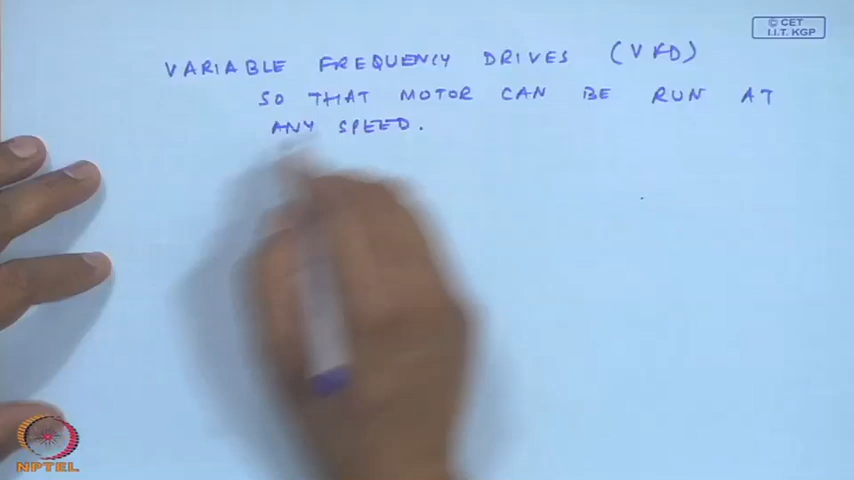 © CET
I.I.T. KGP
VARIABLE FREQUENCY DRIVES (VFD)
SO THAT MOTOR CAN BE RUN AT
ANY SPEED.
NPTEL